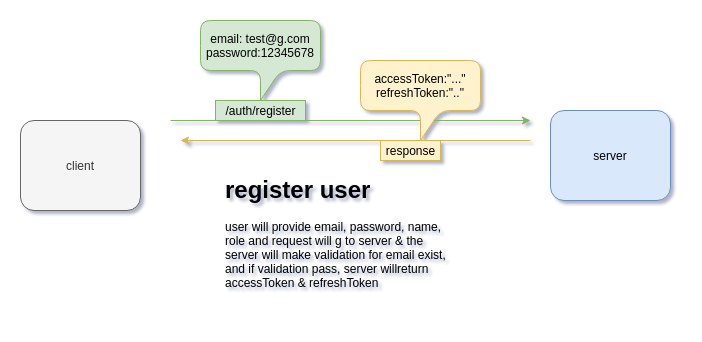 email: test@g.com
password:12345678
accessToken:"..."
refreshToken:".."
/auth/register
response
client
server
register user
user will provide email, password, name,
role and request will g to server & the
server will make validation for email exist,
and if validation pass, server willreturn
accessToken & refreshToken